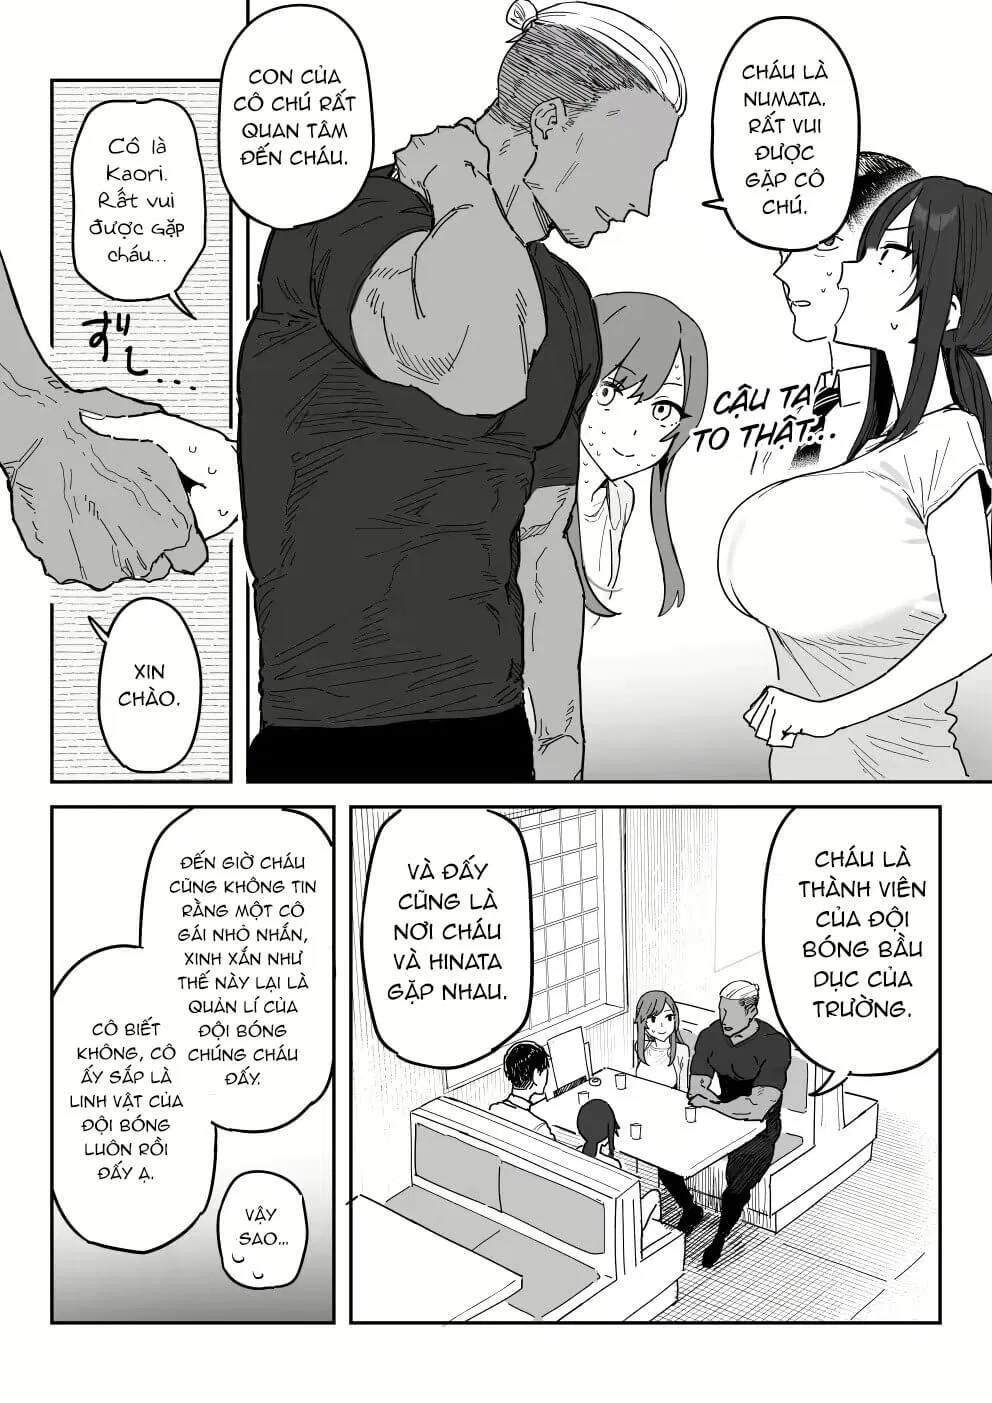 CHÁU LÀ
NUMATA.
RẤT VUI
ĐƯỢC
GẶP CÔ
CHÚ.
CON CỦA
CÔ CHÚ RẤT
QUAN TÂM
ĐẾN CHÁU.
CẬU TA
TO THẬT...
Cô là
Kaori.
Rất vui
được gặp
cháu...
ずりし...
XIN
CHÀO.
CHÁU LÀ
THÀNH VIÊN
CỦA ĐỘI
BÓNG BẦU
DỤC CỦA
TRƯỜNG.
VÀ ĐẤY
CŨNG LÀ
NƠI CHÁU
VÀ HINATA
GẶP NHAU.
ĐẾN GIỜ CHÁU
CŨNG KHÔNG TIN
RẰNG MỘT CÔ
GÁI NHỎ NHẮN,
XINH XẮN NHƯ
THẾ NÀY LẠI LÀ
QUẢN LÍ CỦA
ĐỘI BÓNG
CHÚNG CHÁU
ĐẤY.
CÔ BIẾT
KHÔNG, CÔ
ẤY SẮP LÀ
LINH VẬT CỦA
ĐỘI BÓNG
LUÔN RỒI
ĐẤY Ạ.
VẬY
SAO...